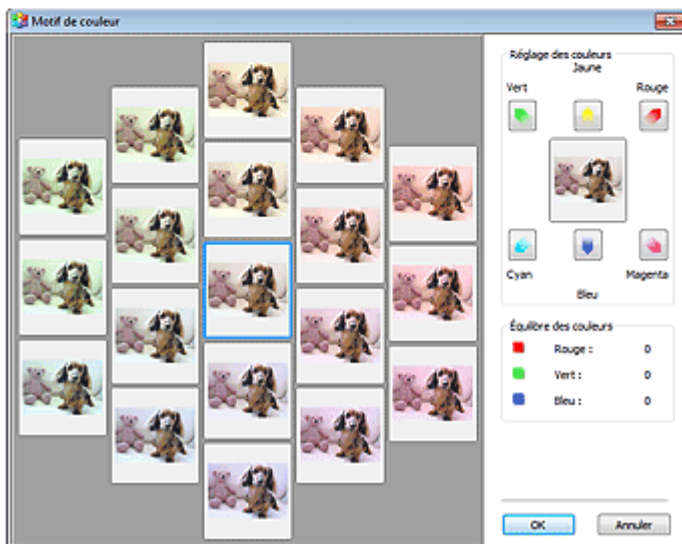 Motif de couleur
Réglage des couleurs
Jaune
Vert
Rouge
Cyan
Magenta
Bleu
Équilibre des couleurs
Rouge : 0
Vert : 0
Bleu : 0
OK
Annuler